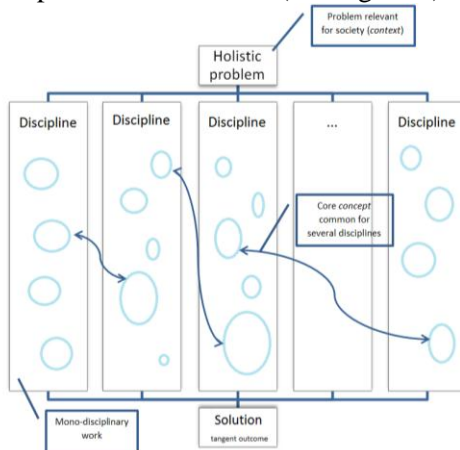 Problem relevant
for society (context)
Holistic
problem
Discipline
Discipline
Discipline
...
Discipline
Core concept
common for
several disciplines
Mono-disciplinary
work
Solution
tangent outcome